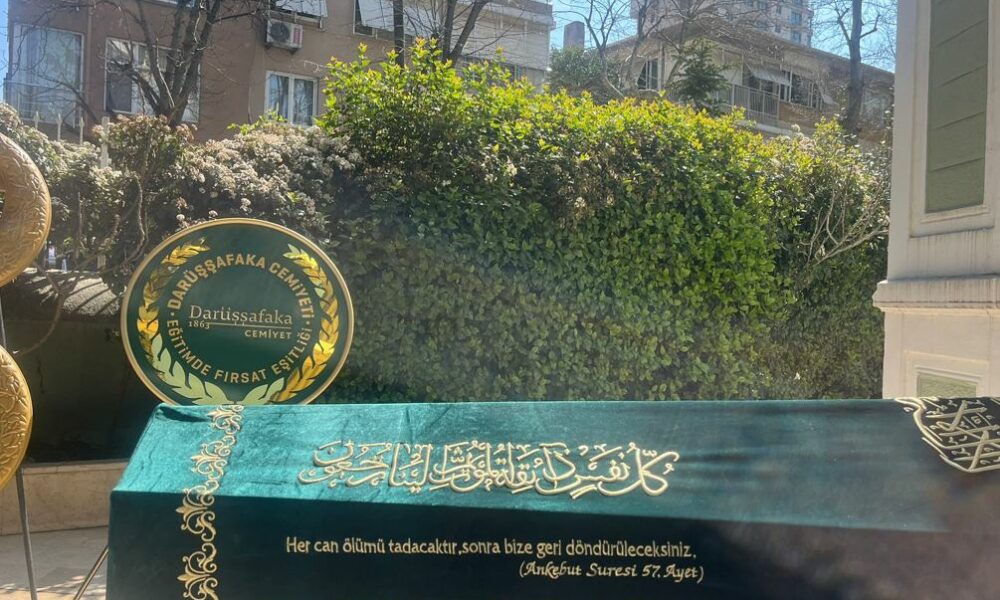 DARÜŞŞAFAKA CEMİYETİ
Darüşşafaka
1863
CEMİYET
EĞİTİMDE FIRSAT EŞİTLİĞİ
كل نفس ذائقة الموت ثم إلينا ترجعون
Her can ölümü tadacaktır,sonra bize geri döndürüleceksiniz.
(Ankebut Suresi 57. Ayet)